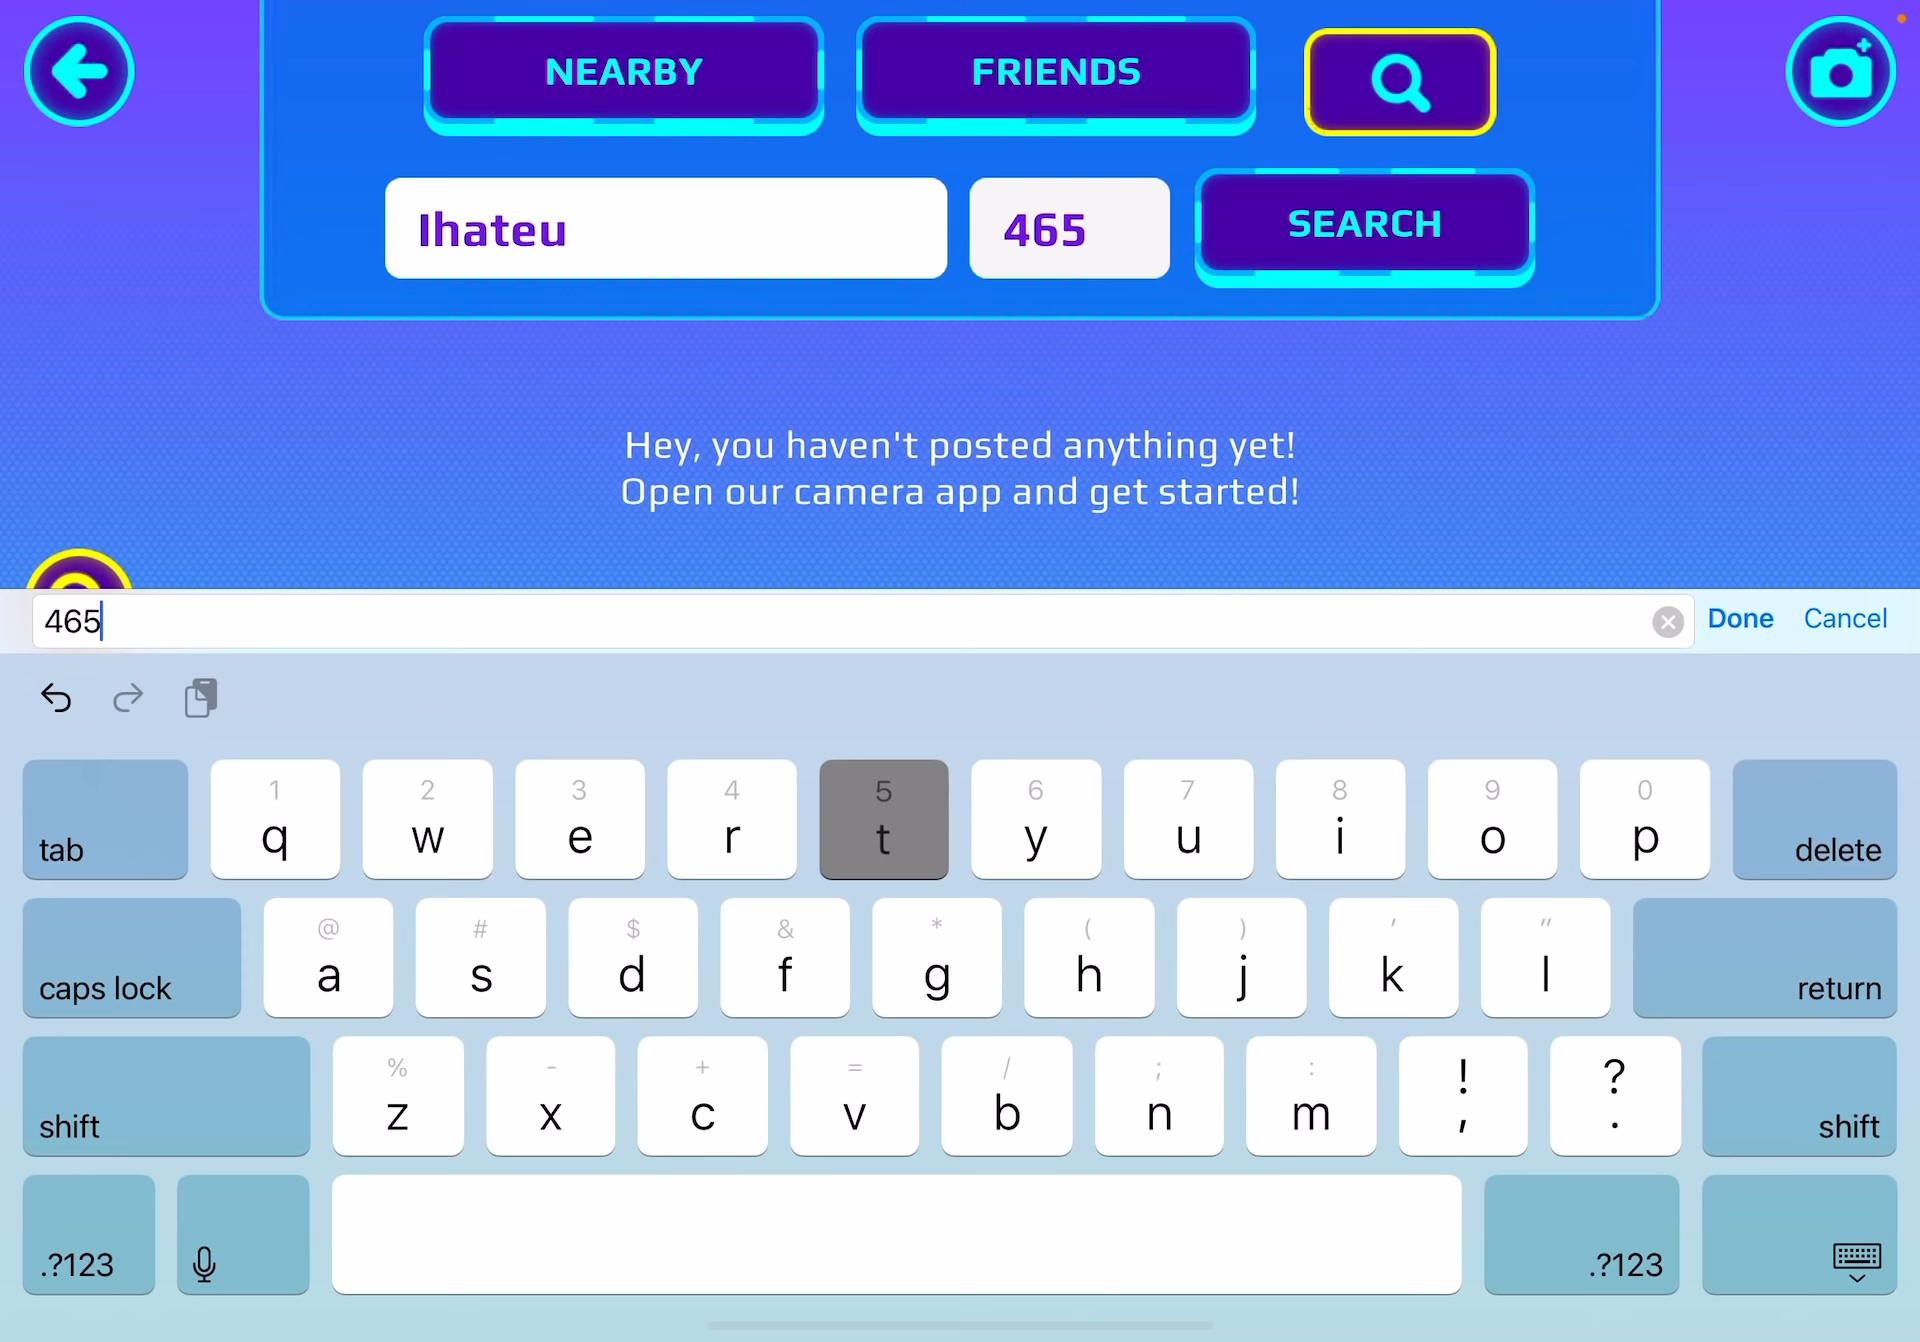 NEARBY
FRIENDS
Ihateu
465
SEARCH
Hey, you haven't posted anything yet!
Open our camera app and get started!
465
Done
Cancel
tab
1 q
2 w
3 e
4 r
5 t
6 y
7 u
8 i
9 o
0 p
delete
caps lock
@ a
# s
$ d
& f
* g
( h
) j
' k
" l
return
shift
% z
- x
+ c
= v
/ b
; n
: m
! ,
? .
shift
.?123
.?123